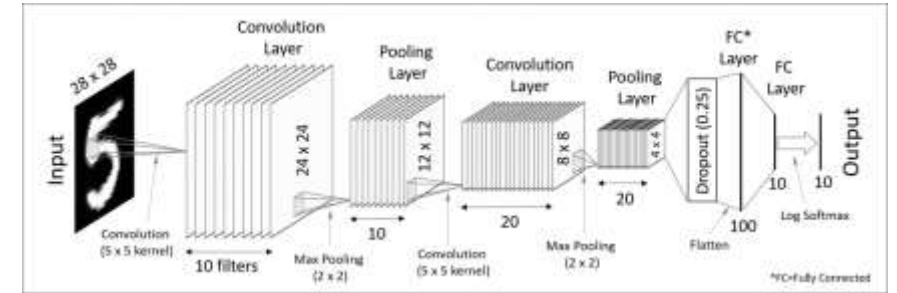 Input
28 x 28
Convolution
(5 x 5 kernel)
Convolution
Layer
24 x 24
10 filters
Max Pooling
(2 x 2)
Pooling
Layer
12 x 12
10
Convolution
(5 x 5 kernel)
Convolution
Layer
8 x 8
20
Max Pooling
(2 x 2)
Pooling
Layer
4 x 4
20
Dropout (0.25)
Flatten
FC*
Layer
100
FC
Layer
10
Log Softmax
10
Output
*FC=Fully Connected